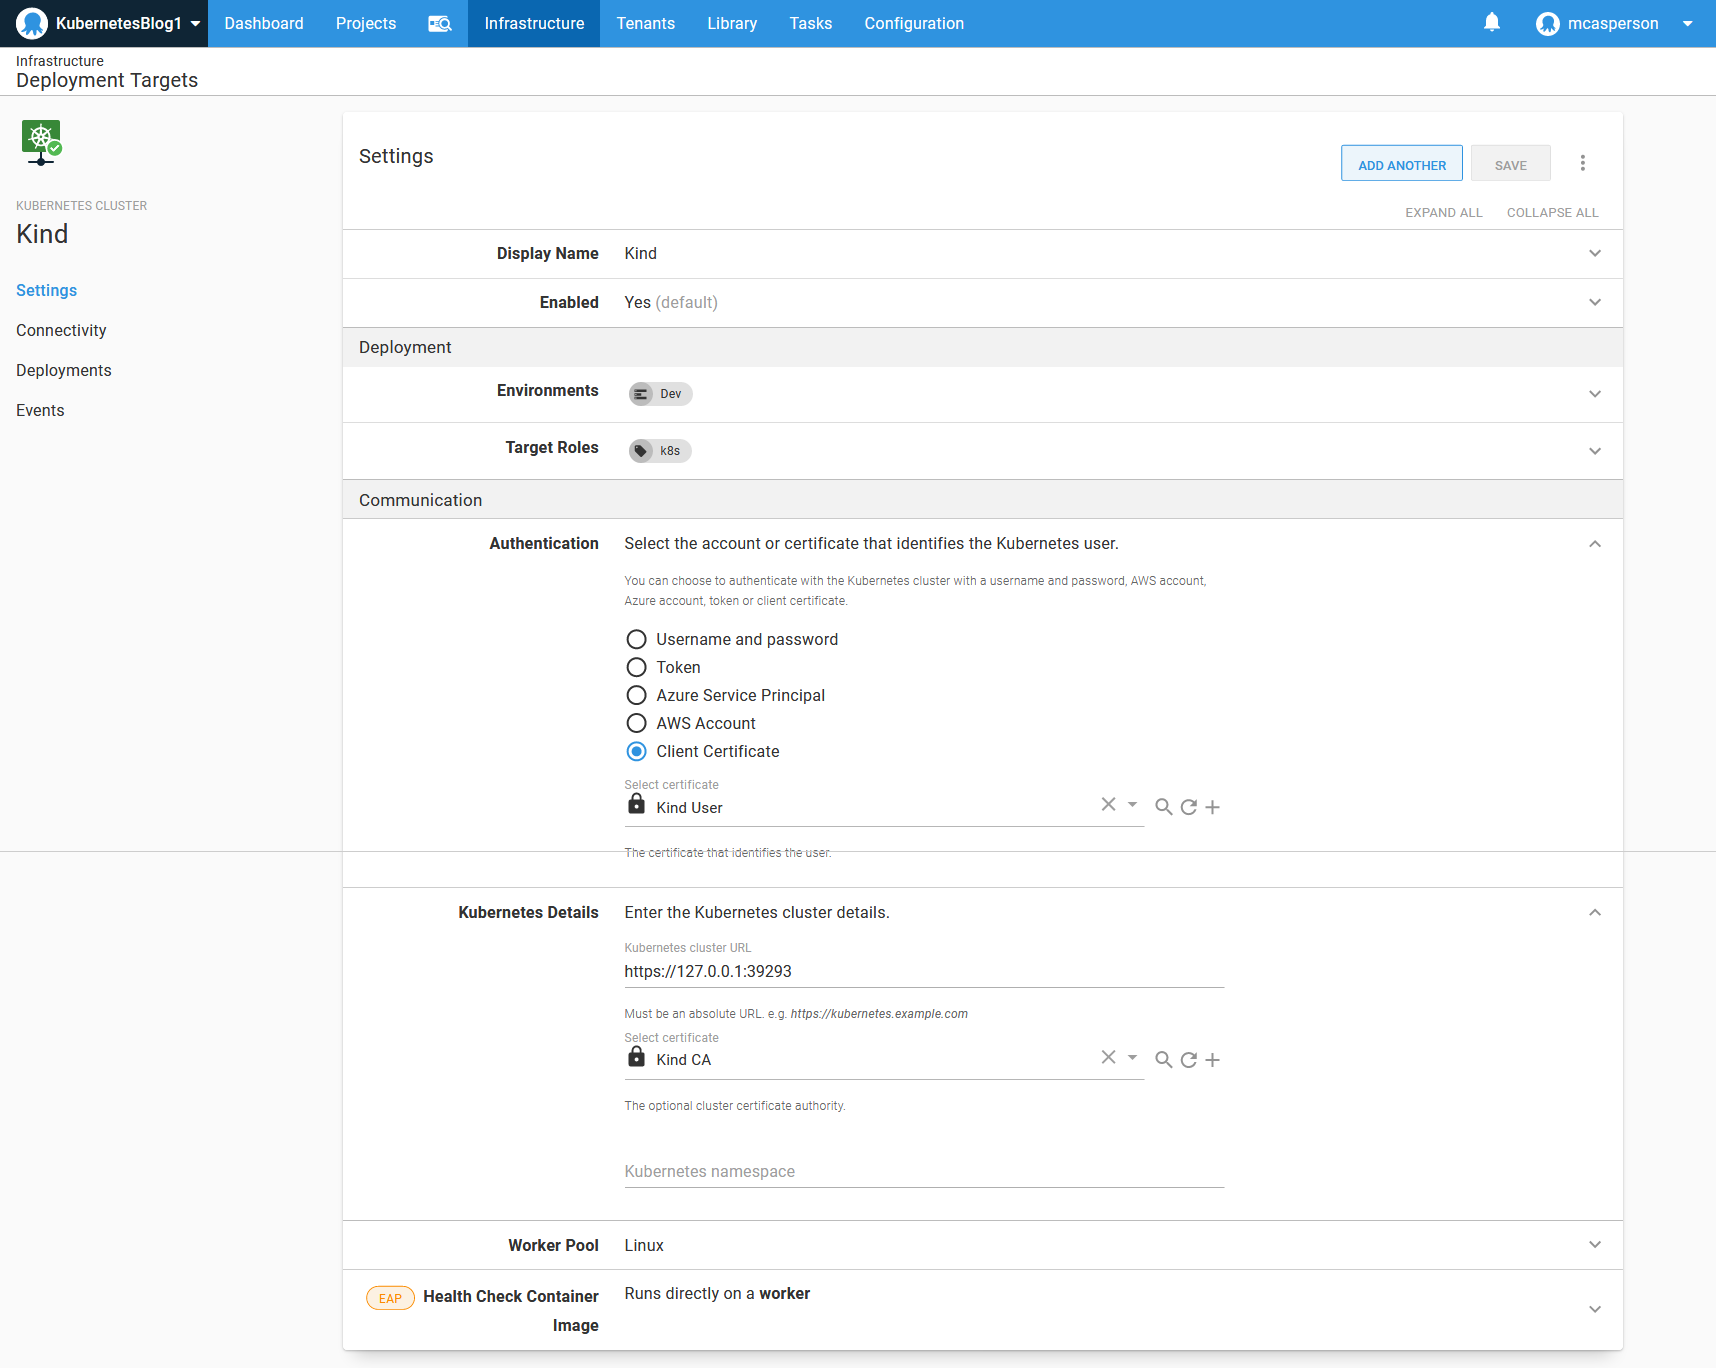 KubernetesBlog1
Dashboard
Projects
Infrastructure
Tenants
Library
Tasks
Configuration
mcasperson
Infrastructure
Deployment Targets
KUBERNETES CLUSTER
Kind
Settings
Connectivity
Deployments
Events
Settings
ADD ANOTHER
SAVE
EXPAND ALL
COLLAPSE ALL
Display Name
Kind
Enabled
Yes (default)
Deployment
Environments
Dev
Target Roles
k8s
Communication
Authentication
Select the account or certificate that identifies the Kubernetes user.
You can choose to authenticate with the Kubernetes cluster with a username and password, AWS account,
Azure account, token or client certificate.
Username and password
Token
Azure Service Principal
AWS Account
Client Certificate
Select certificate
Kind User
The certificate that identifies the user.
Kubernetes Details
Enter the Kubernetes cluster details.
Kubernetes cluster URL
https://127.0.0.1:39293
Must be an absolute URL. e.g. https://kubernetes.example.com
Select certificate
Kind CA
The optional cluster certificate authority.
Kubernetes namespace
Worker Pool
Linux
EAP
Health Check Container
Image
Runs directly on a worker